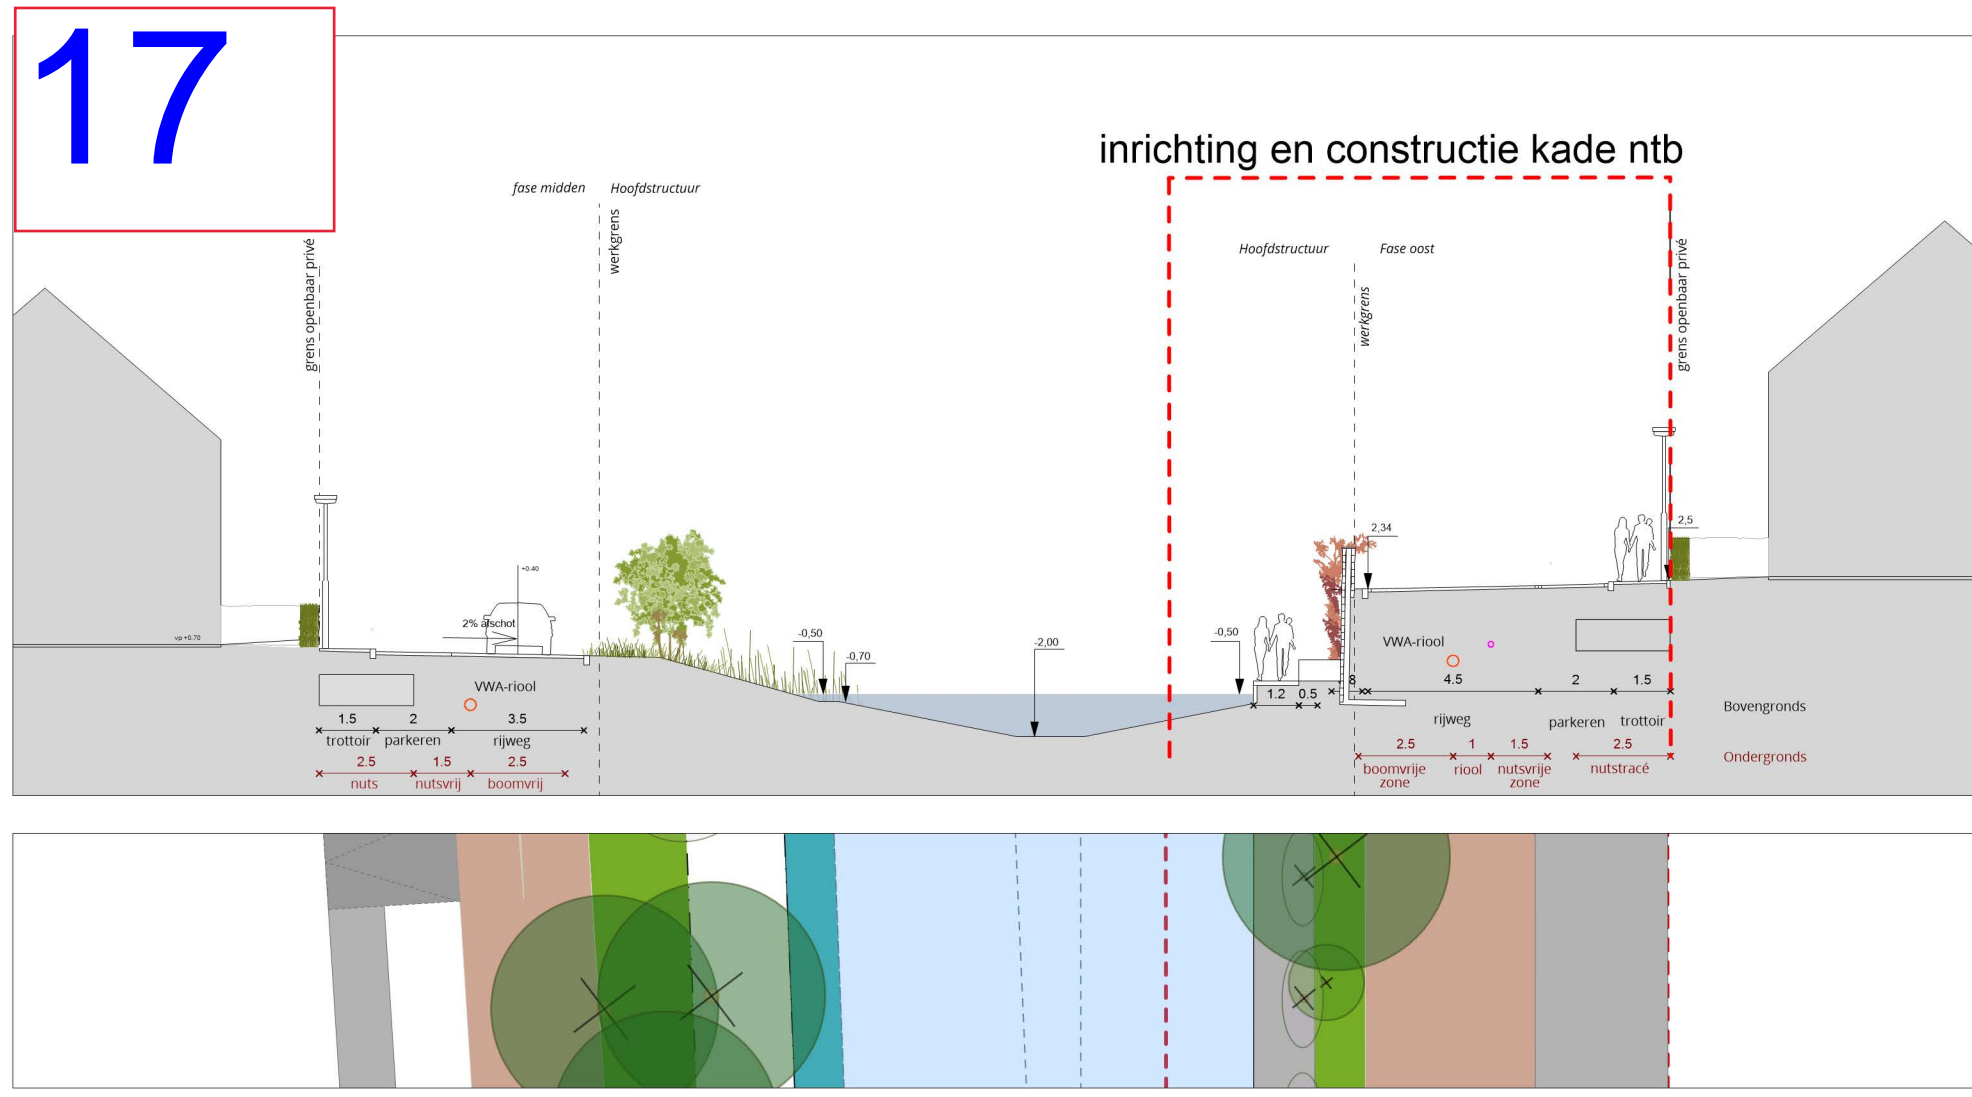 17
inrichting en constructie kade ntb
fase midden
Hoofdstructuur
werkgrens
grens openbaar privé
Hoofdstructuur
Fase oost
werkgrens
grens openbaar privé
2,34
2,5
+0.40
2% afschot
vp +0.70
-0,50
-0,70
-2,00
-0,50
VWA-riool
VWA-riool
1.5
2
3.5
trottoir
parkeren
rijweg
2.5
1.5
2.5
nuts
nutsvrij
boomvrij
1.2
0.5
4.5
2
1.5
rijweg
parkeren
trottoir
Bovengronds
2.5
1
1.5
2.5
boomvrije
zone
riool
nutsvrije
zone
nutstracé
Ondergronds